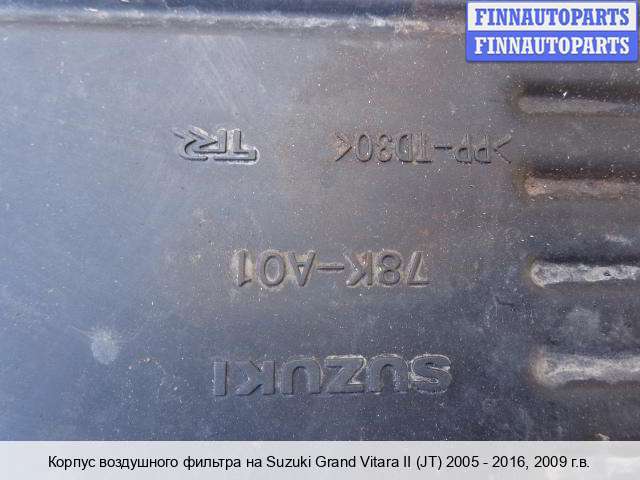 FINNAUTOPARTS
FINNAUTOPARTS
SUZUKI
78K-A01
>PP-TD30< TR
Корпус воздушного фильтра на Suzuki Grand Vitara II (JT) 2005 - 2016, 2009 г.в.